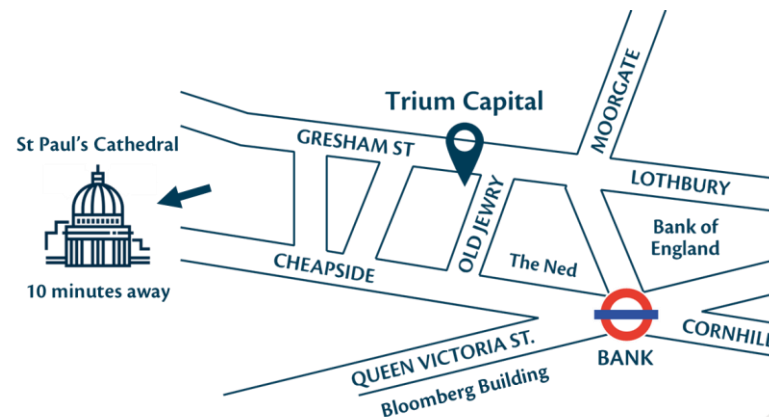 MOORGATE
Trium Capital
GRESHAM ST
St Paul's Cathedral
LOTHBURY
OLD JEWRY
Bank of
England
The Ned
CHEAPSIDE
10 minutes away
CORNHILL
QUEEN VICTORIA ST.
BANK
Bloomberg Building